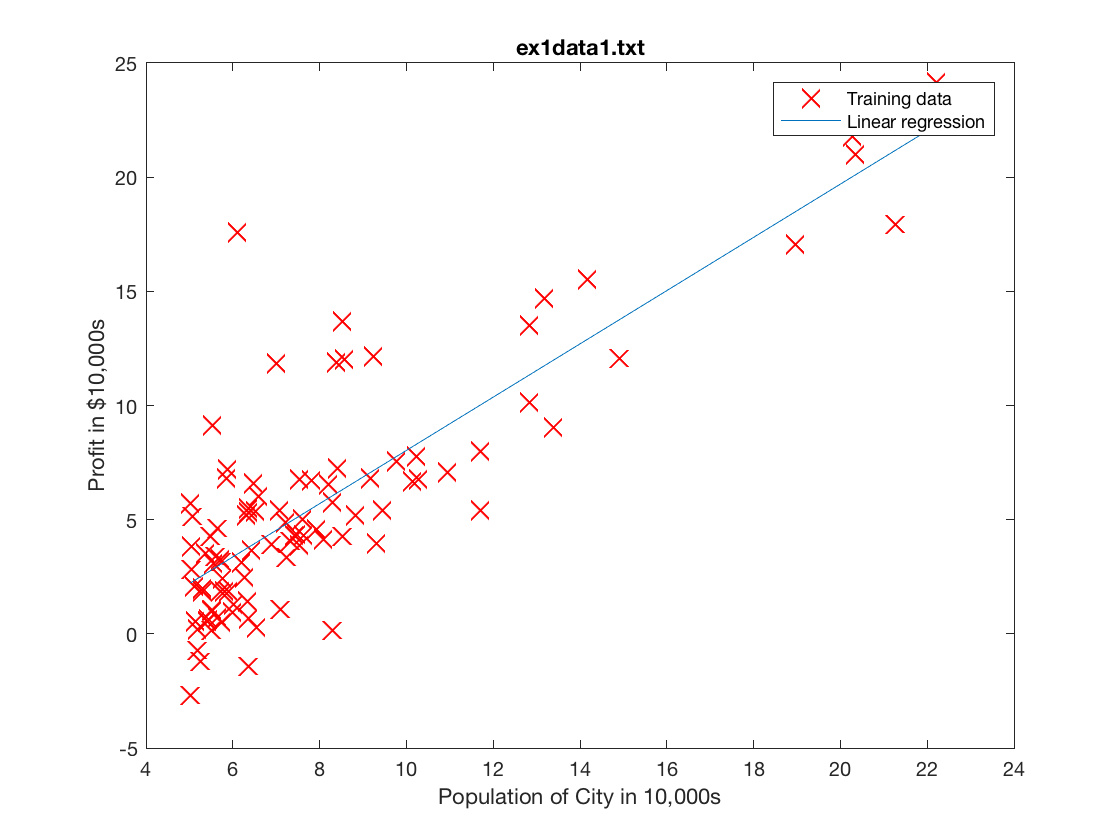 ex1data1.txt
25
20
15
10
5
0
-5
Profit in $10,000s
Training data
Linear regression
4 6 8 10 12 14 16 18 20 22 24
Population of City in 10,000s